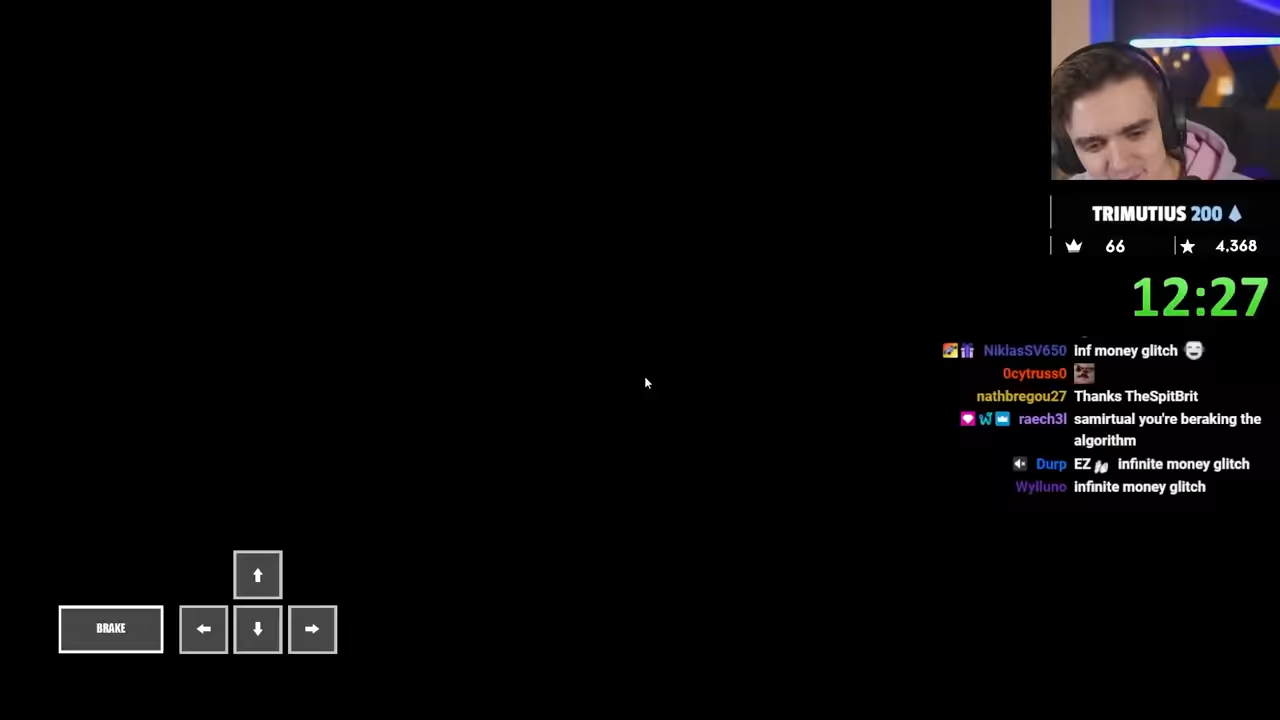 TRIMUTIUS 200
66
4,368
12:27
NiklasSV650 inf money glitch
0cytruss0
nathbregou27 Thanks TheSpitBrit
raech3l samirtual you're beraking the
algorithm
Durp EZ infinite money glitch
Wylluno infinite money glitch
BRAKE